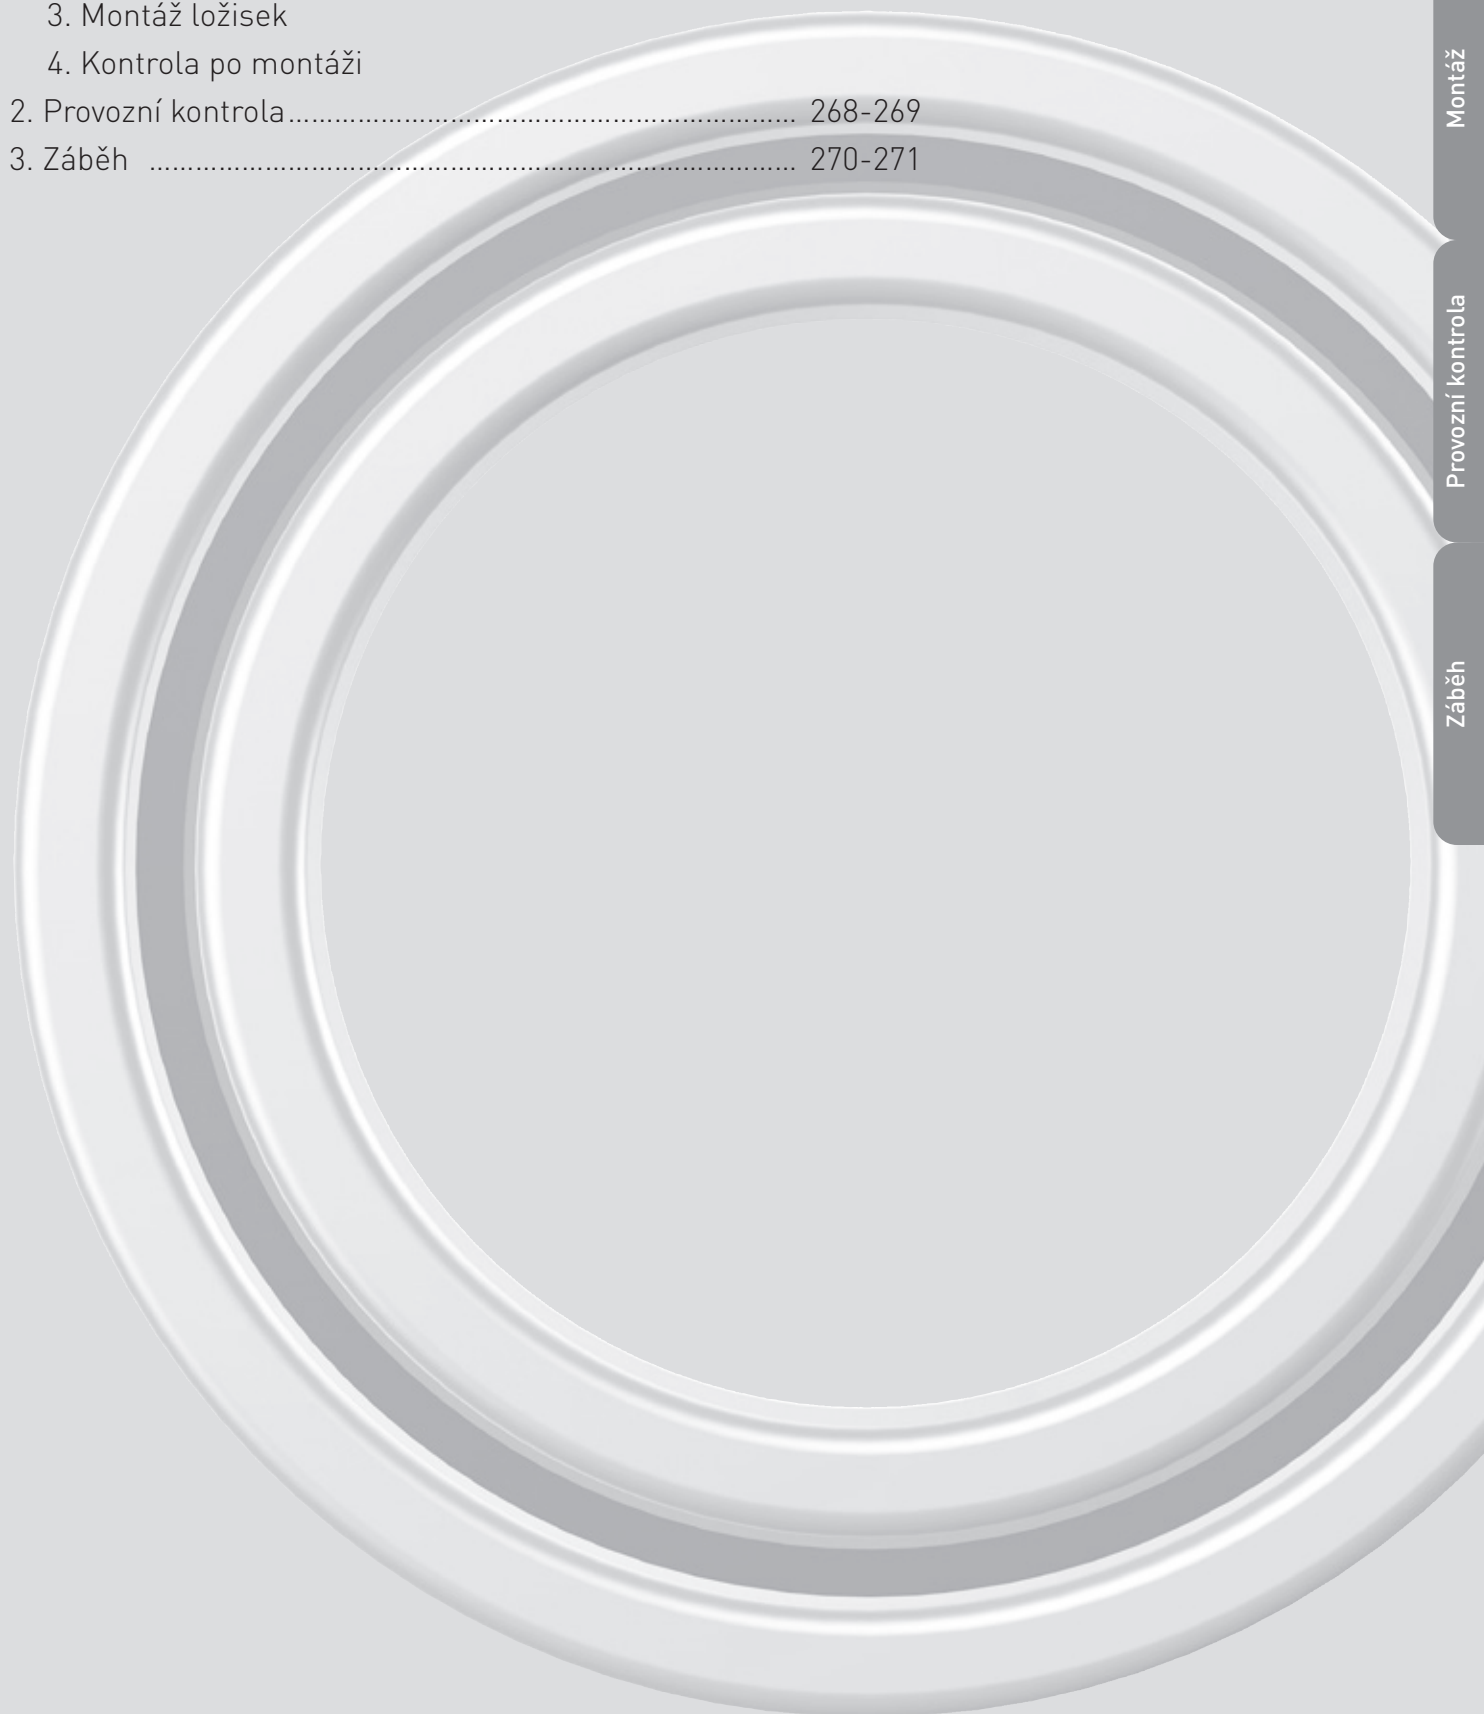 3. Montáž ložisek
4. Kontrola po montáži
2. Provozní kontrola.......................................................................... 268-269
3. Záběh .......................................................................... 270-271
Montáž
Provozní kontrola
Záběh